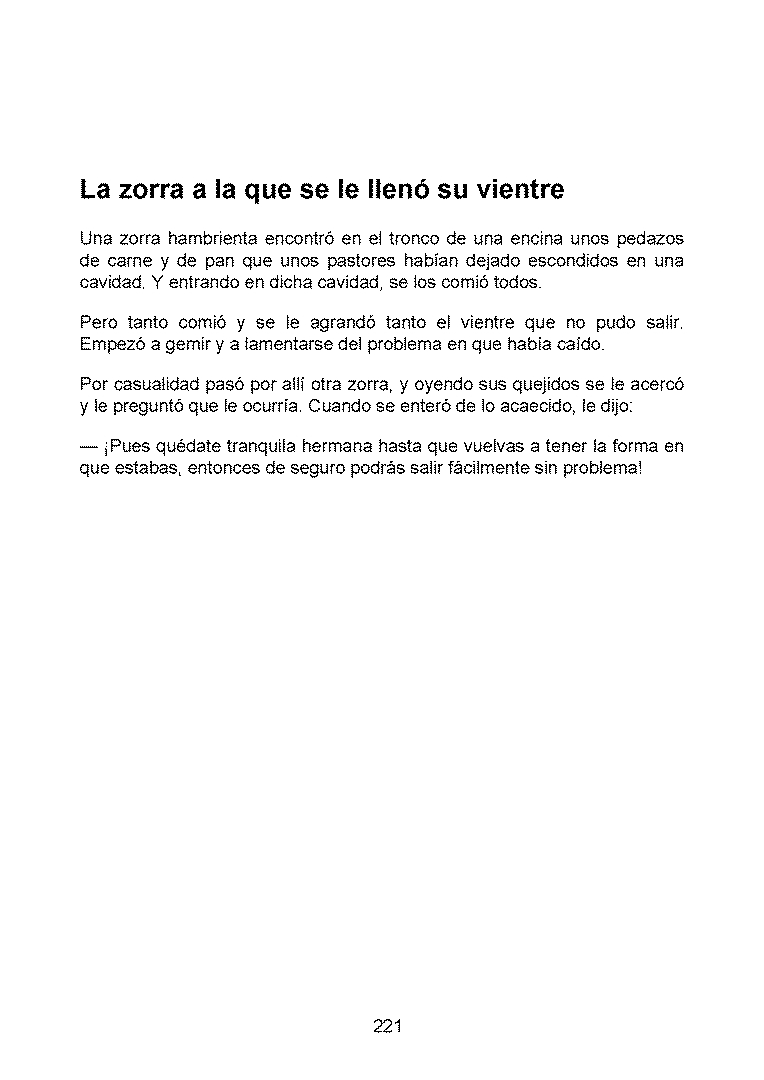 La zorra a la que se le llenó su vientre
Una zorra hambrienta encontró en el tronco de una encina unos pedazos
de carne y de pan que unos pastores habían dejado escondidos en una
cavidad. Y entrando en dicha cavidad, se los comió todos.
Pero tanto comió y se le agrandó tanto el vientre que no pudo salir.
Empezó a gemir y a lamentarse del problema en que había caído.
Por casualidad pasó por allí otra zorra, y oyendo sus quejidos se le acercó
y le preguntó que le ocurría. Cuando se enteró de lo acaecido, le dijo:
— ¡Pues quédate tranquila hermana hasta que vuelvas a tener la forma en
que estabas, entonces de seguro podrás salir fácilmente sin problema!
221